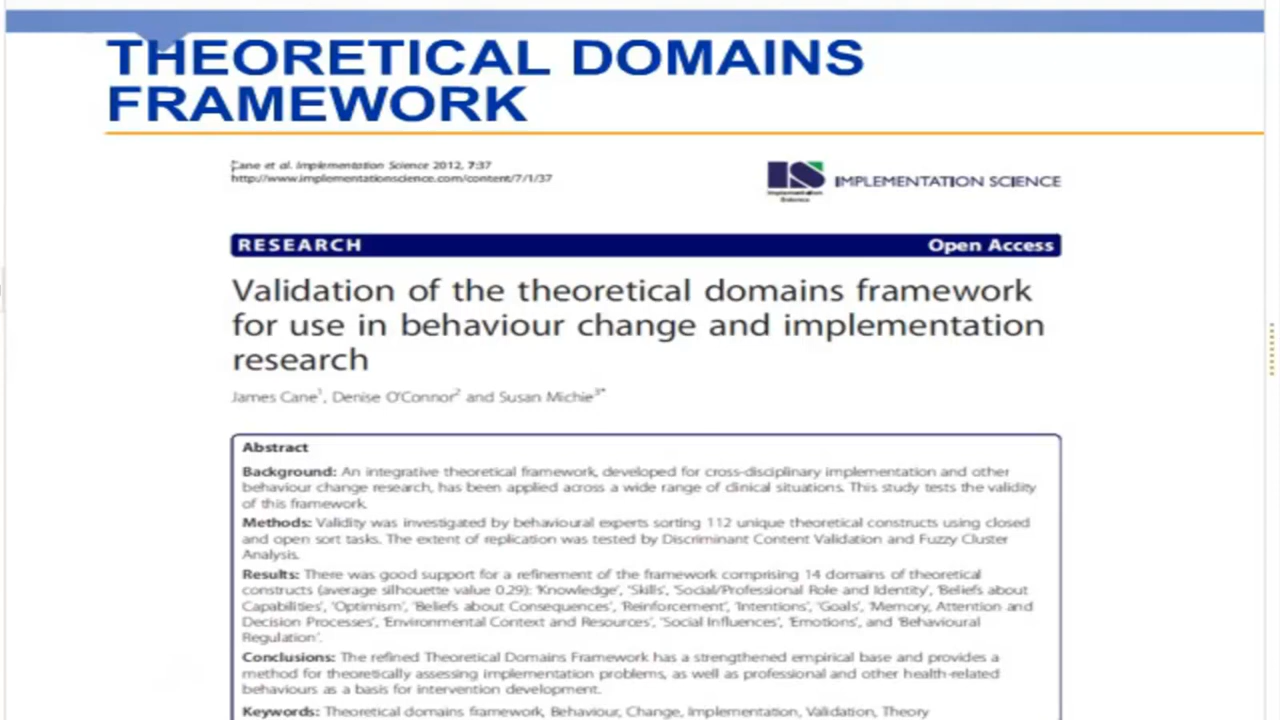 THEORETICAL DOMAINS
FRAMEWORK
Cane et al. Implementation Science 2012, 7:37
http://www.implementationscience.com/content/7/1/37
IS
Implementation
Science
IMPLEMENTATION SCIENCE
RESEARCH
Open Access
Validation of the theoretical domains framework
for use in behaviour change and implementation
research
James Cane1, Denise O'Connor2 and Susan Michie3*
Abstract
Background: An integrative theoretical framework, developed for cross-disciplinary implementation and other
behaviour change research, has been applied across a wide range of clinical situations. This study tests the validity
of this framework.
Methods: Validity was investigated by behavioural experts sorting 112 unique theoretical constructs using closed
and open sort tasks. The extent of replication was tested by Discriminant Content Validation and Fuzzy Cluster
Analysis.
Results: There was good support for a refinement of the framework comprising 14 domains of theoretical
constructs (average silhouette value 0.29): 'Knowledge', 'Skills', 'Social/Professional Role and Identity', 'Beliefs about
Capabilities', 'Optimism', 'Beliefs about Consequences', 'Reinforcement', 'Intentions', 'Goals', 'Memory, Attention and
Decision Processes', 'Environmental Context and Resources', 'Social Influences', 'Emotions', and 'Behavioural
Regulation'.
Conclusions: The refined Theoretical Domains Framework has a strengthened empirical base and provides a
method for theoretically assessing implementation problems, as well as professional and other health-related
behaviours as a basis for intervention development.
Keywords: Theoretical domains framework, Behaviour, Change, Implementation, Validation, Theory